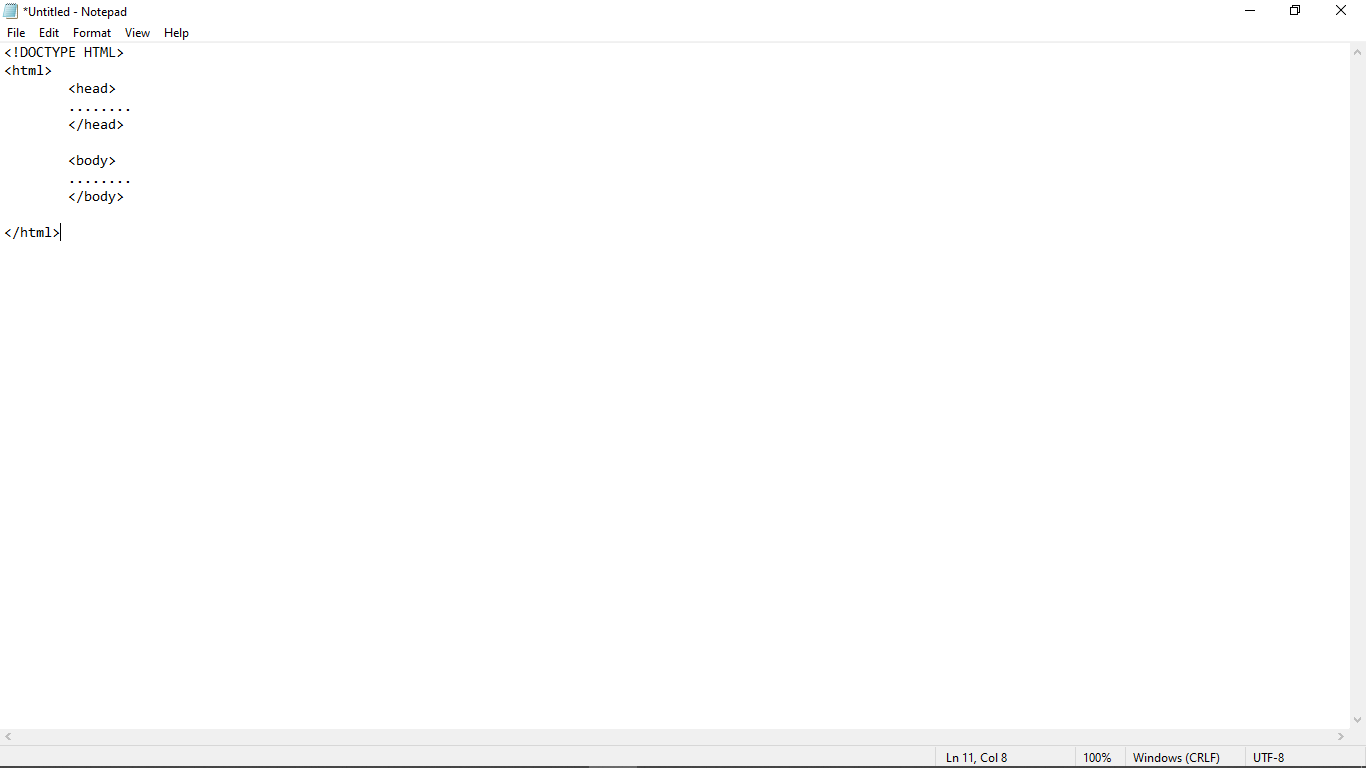 *Untitled - Notepad
File Edit Format View Help
<!DOCTYPE HTML>
<html>
<head>
........
</head>
<body>
........
</body>
</html>
Ln 11, Col 8 100% Windows (CRLF) UTF-8